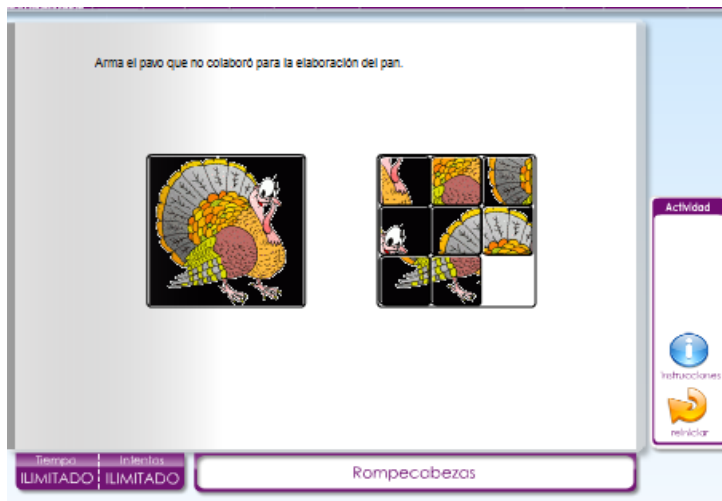 Arma el pavo que no colaboró para la elaboración del pan.
Actividad
Instrucciones
reiniciar
Tiempo
Intentos
ILIMITADO
ILIMITADO
Rompecabezas